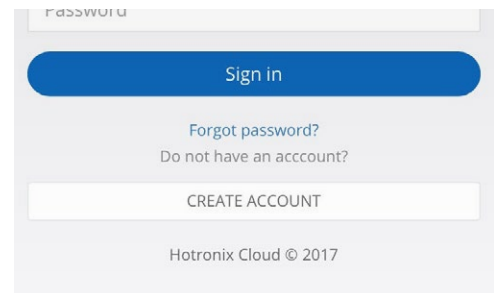 Password
Sign in
Forgot password?
Do not have an acccount?
CREATE ACCOUNT
Hotronix Cloud © 2017